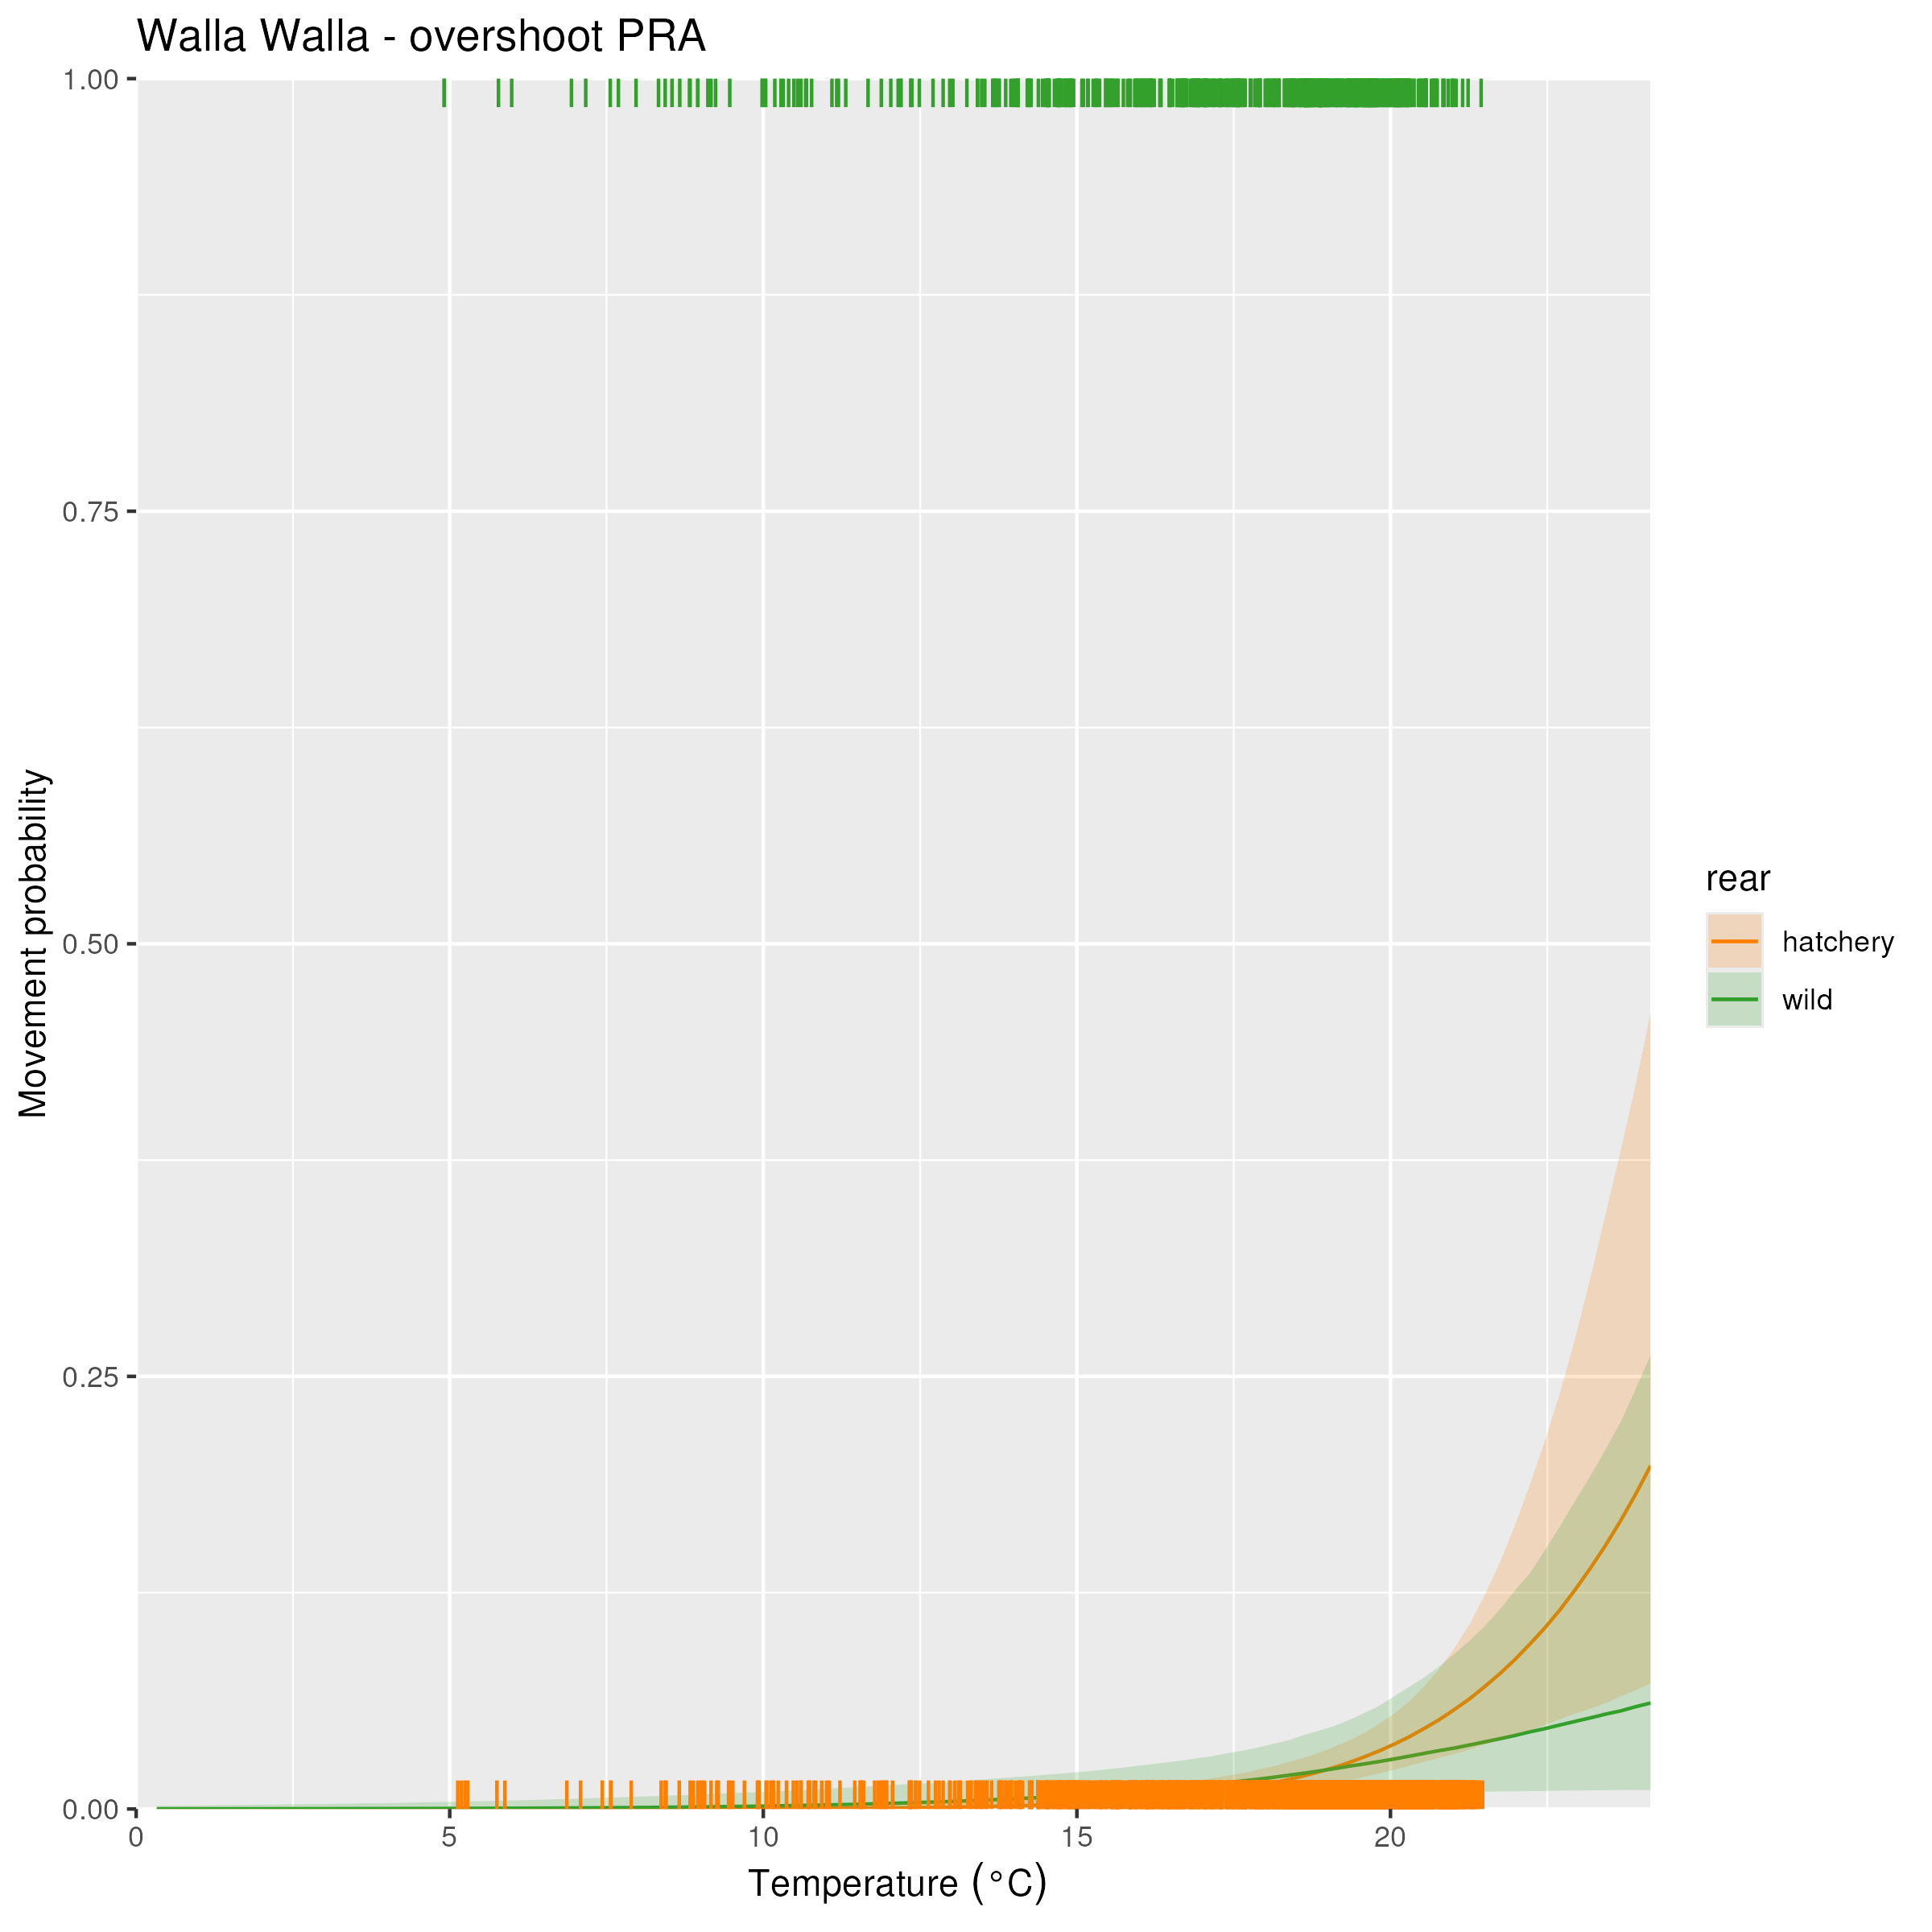 Walla Walla - overshoot PRA
1.00
0.75
0.50
0.25
0.00
0
5
10
15
20
Temperature (°C)
Movement probability
rear
hatchery
wild